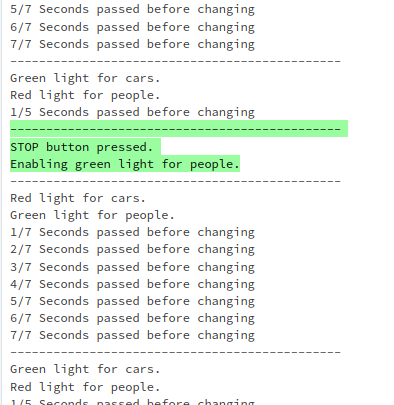 5/7 Seconds passed before changing
6/7 Seconds passed before changing
7/7 Seconds passed before changing
----------------------------------------------
Green light for cars.
Red light for people.
1/5 Seconds passed before changing
----------------------------------------------
STOP button pressed.
Enabling green light for people.
----------------------------------------------
Red light for cars.
Green light for people.
1/7 Seconds passed before changing
2/7 Seconds passed before changing
3/7 Seconds passed before changing
4/7 Seconds passed before changing
5/7 Seconds passed before changing
6/7 Seconds passed before changing
7/7 Seconds passed before changing
----------------------------------------------
Green light for cars.
Red light for people.
1/5 Seconds passed before changing